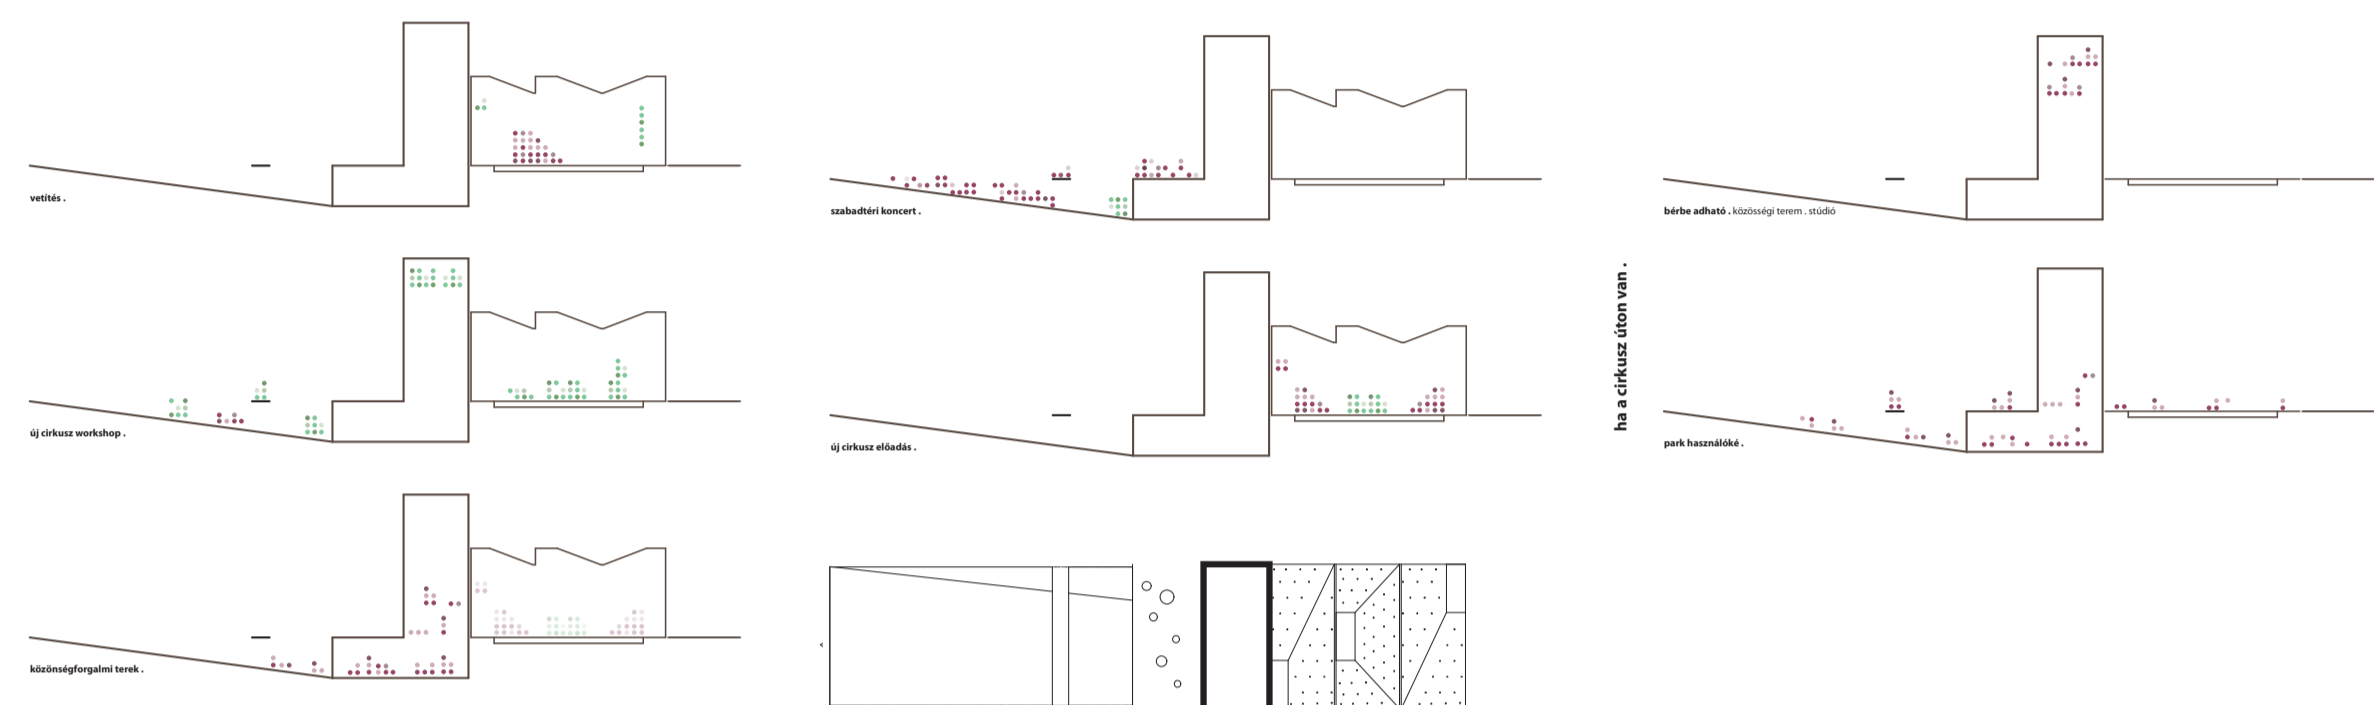 vetítés .
szabadtéri koncert .
bérbe adható . közösségi terem . stúdió
új cirkusz workshop .
új cirkusz előadás .
ha a cirkusz úton van .
park használóké .
közönségforgalmi terek .